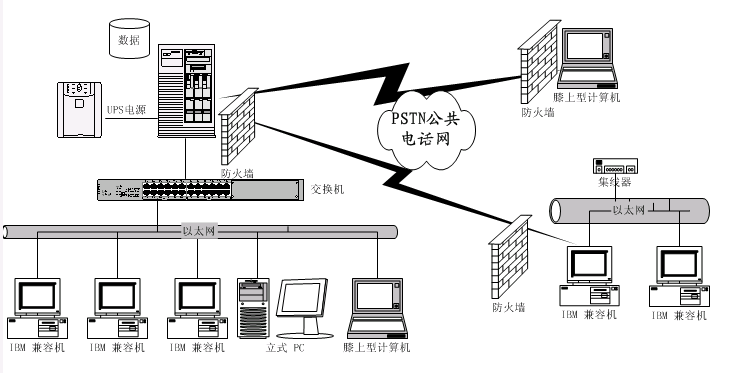 数据
UPS电源
防火墙
交换机
PSTN公共
电话网
防火墙
膝上型计算机
集线器
以太网
以太网
防火墙
IBM 兼容机
IBM 兼容机
IBM 兼容机
IBM 兼容机
IBM 兼容机
立式 PC
膝上型计算机